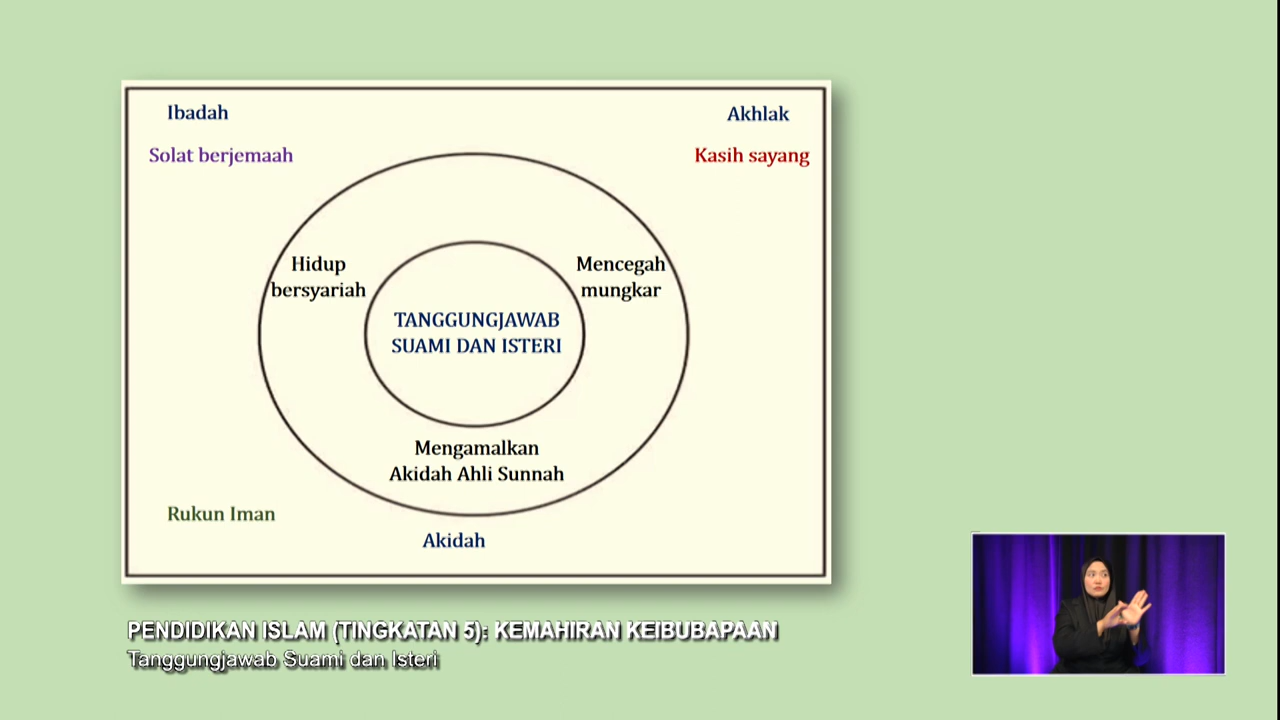 Ibadah
Akhlak
Solat berjemaah
Kasih sayang
Hidup
bersyariah
Mencegah
mungkar
TANGGUNGJAWAB
SUAMI DAN ISTERI
Mengamalkan
Akidah Ahli Sunnah
Rukun Iman
Akidah
PENDIDIKAN ISLAM (TINGKATAN 5): KEMAHIRAN KEIBUBAPAAN
Tanggungjawab Suami dan Isteri